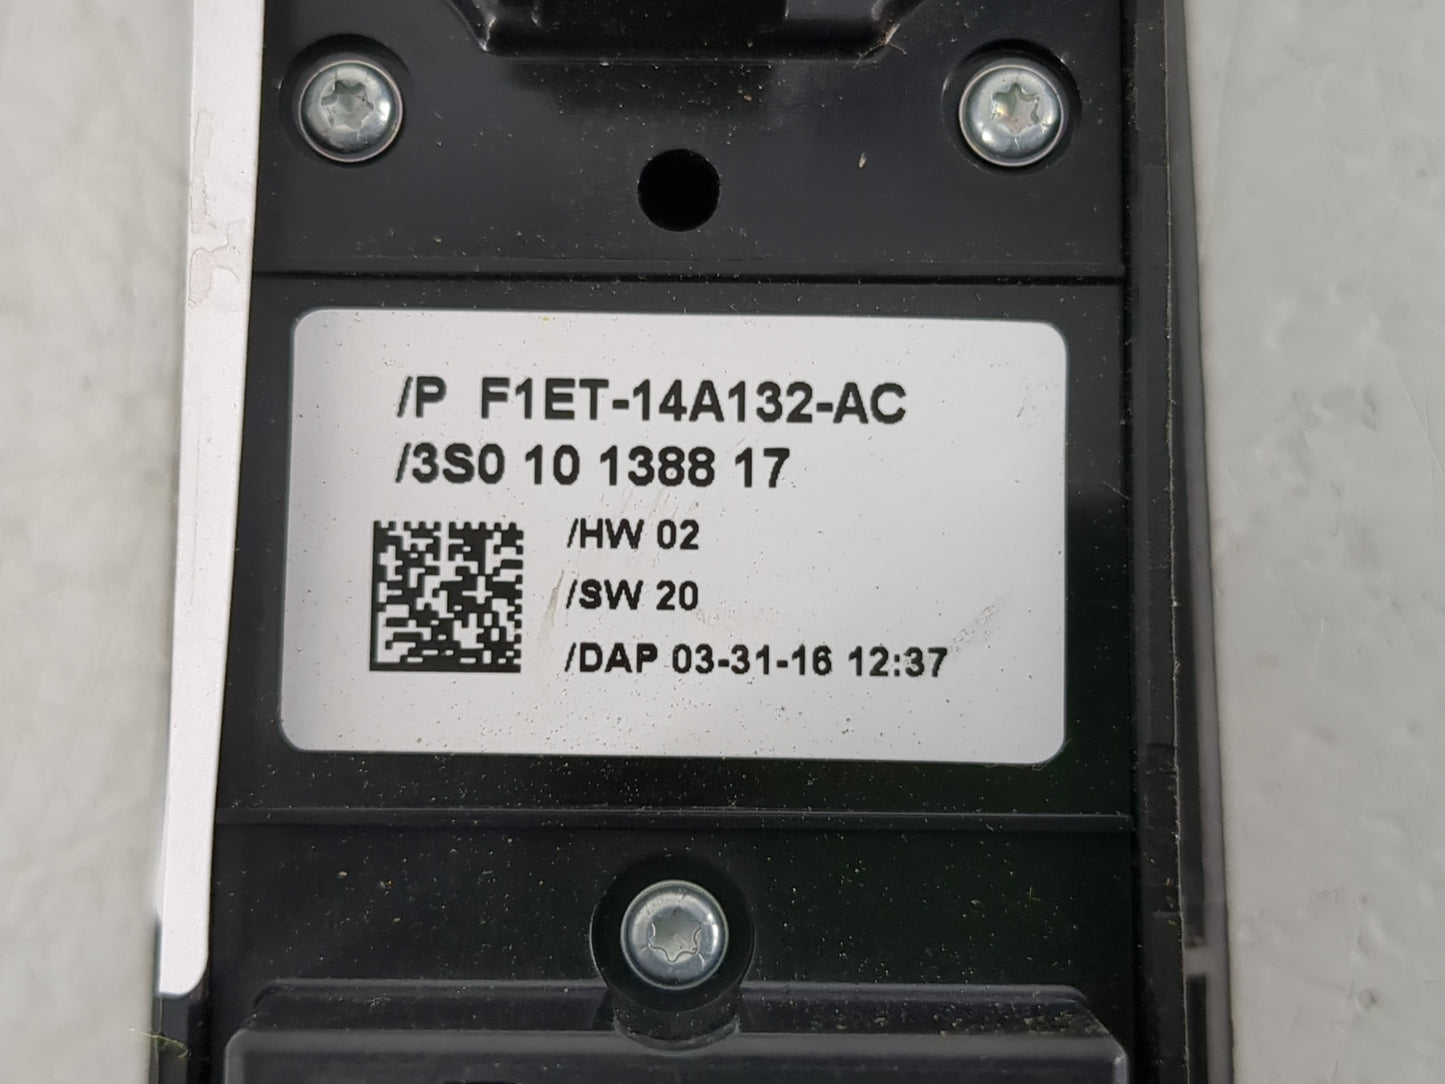 /P F1ET-14A132-AC
/3S0 10 1388 17
/HW 02
/SW 20
/DAP 03-31-16 12:37